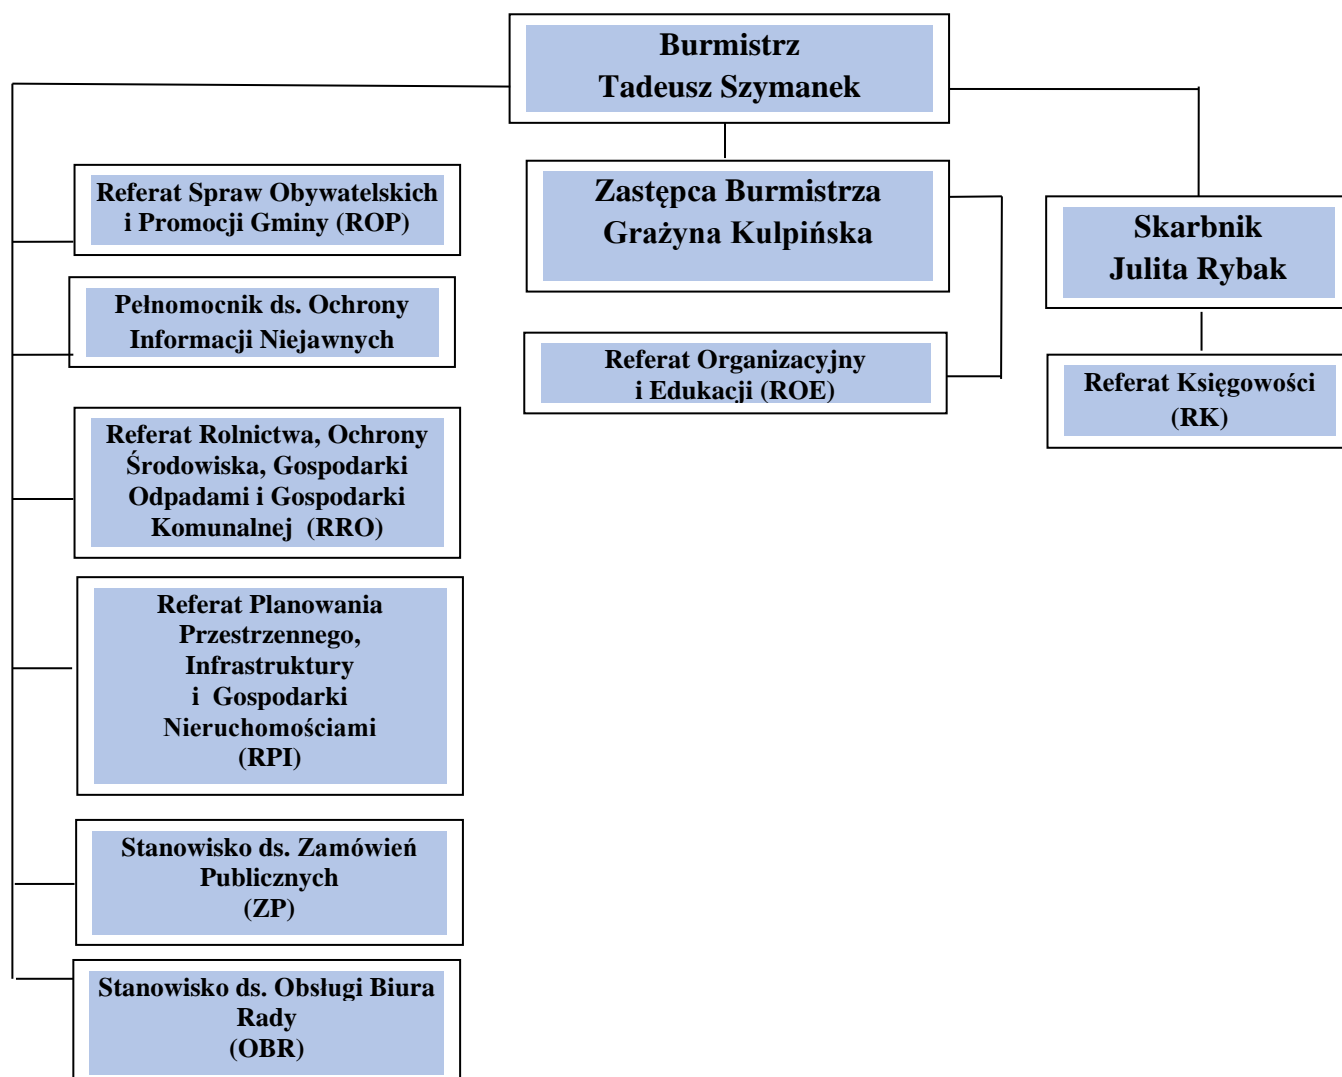 Burmistrz
Tadeusz Szymanek
Referat Spraw Obywatelskich
i Promocji Gminy (ROP)
Pełnomocnik ds. Ochrony
Informacji Niejawnych
Referat Rolnictwa, Ochrony
Środowiska, Gospodarki
Odpadami i Gospodarki
Komunalnej (RRO)
Referat Planowania
Przestrzennego,
Infrastruktury
i Gospodarki
Nieruchomościami
(RPI)
Stanowisko ds. Zamówień
Publicznych
(ZP)
Stanowisko ds. Obsługi Biura
Rady
(OBR)
Zastępca Burmistrza
Grażyna Kulpińska
Referat Organizacyjny
i Edukacji (ROE)
Skarbnik
Julita Rybak
Referat Księgowości
(RK)